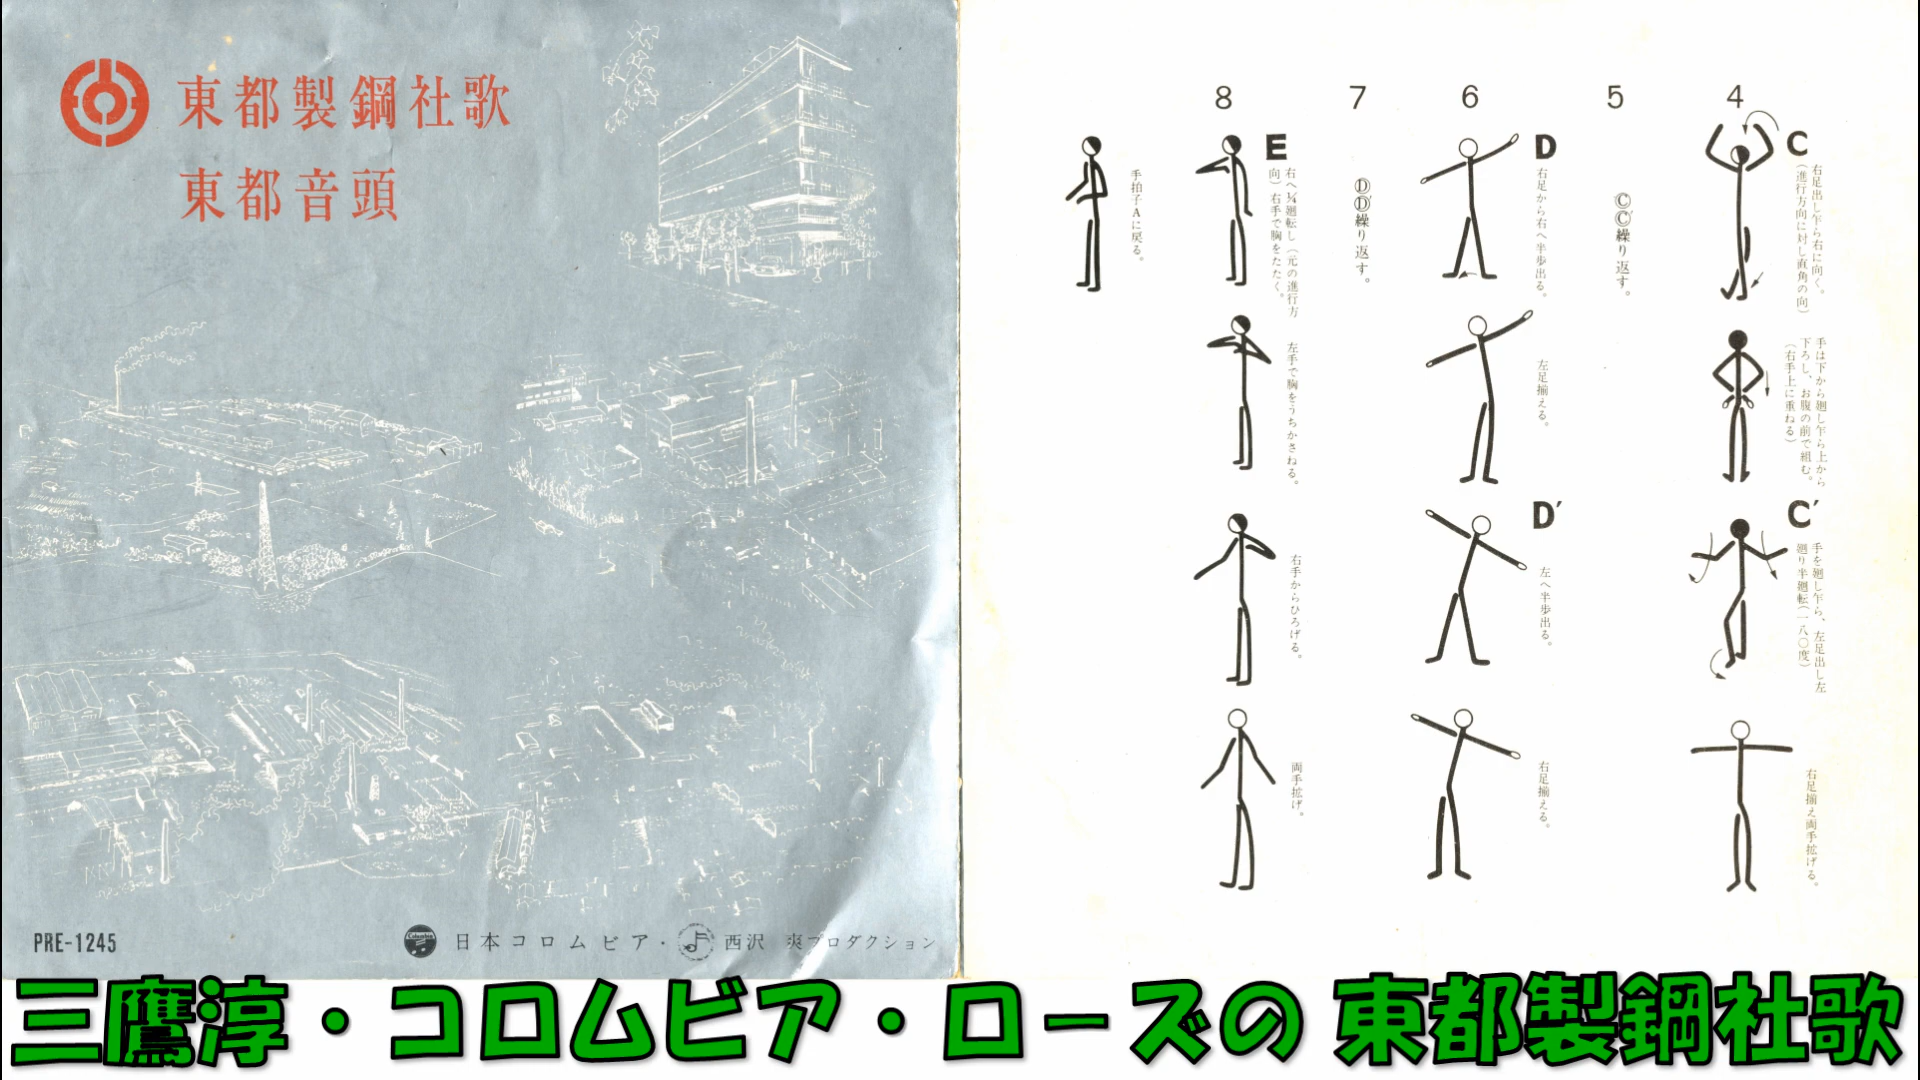 東都製鋼社歌
東都音頭
PRE-1245
日本コロムビア・西沢 爽プロダクション
4
C
右足出し乍ら右に向く。
(進行方向に対し直角の向)
手は下から廻し乍ら上から
下ろし、お腹の前で組む。
(右手上に重ねる)
C′
手を廻し乍ら、左足出し左
廻り半廻転(一八〇度)
右足揃え両手拡げる。
5
ⒸⒸ′繰り返す。
6
D
右足から右へ半歩出る。
左足揃える。
D′
左へ半歩出る。
右足揃える。
7
ⒹⒹ′繰り返す。
8
E
右へ¼廻転し(元の進行方
向)右手で胸をたたく。
左手で胸をうちかさねる。
右手からひろげる。
両手拡げ。
手拍子Aに戻る。
三鷹淳・コロムビア・ローズの 東都製鋼社歌